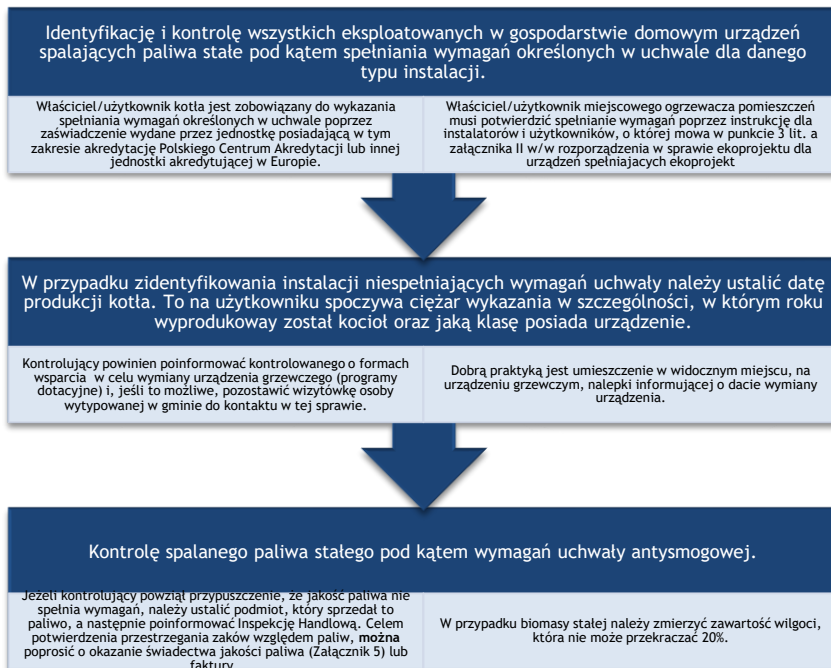 Identyfikację i kontrolę wszystkich eksploatowanych w gospodarstwie domowym urządzeń
spalających paliwa stałe pod kątem spełniania wymagań określonych w uchwale dla danego
typu instalacji.
Właściciel/użytkownik kotła jest zobowiązany do wykazania
spełniania wymagań określonych w uchwale poprzez
zaświadczenie wydane przez jednostkę posiadającą w tym
zakresie akredytację Polskiego Centrum Akredytacji lub innej
jednostki akredytującej w Europie.
Właściciel/użytkownik miejscowego ogrzewacza pomieszczeń
musi potwierdzić spełnianie wymagań poprzez instrukcję dla
instalatorów i użytkowników, o której mowa w punkcie 3 lit. a
załącznika II w/w rozporządzenia w sprawie ekoprojektu dla
urządzeń spełniajacych ekoprojekt
W przypadku zidentyfikowania instalacji niespełniających wymagań uchwały należy ustalić datę
produkcji kotła. To na użytkowniku spoczywa ciężar wykazania w szczególności, w którym roku
wyprodukoway został kocioł oraz jaką klasę posiada urządzenie.
Kontrolujący powinien poinformować kontrolowanego o formach
wsparcia w celu wymiany urządzenia grzewczego (programy
dotacyjne) i, jeśli to możliwe, pozostawić wizytówkę osoby
wytypowanej w gminie do kontaktu w tej sprawie.
Dobrą praktyką jest umieszczenie w widocznym miejscu, na
urządzeniu grzewczym, nalepki informującej o dacie wymiany
urządzenia.
Kontrolę spalanego paliwa stałego pod kątem wymagań uchwały antysmogowej.
Jeżeli kontrolujący powziął przypuszczenie, że jakość paliwa nie
spełnia wymagań, należy ustalić podmiot, który sprzedał to
paliwo, a następnie poinformować Inspekcję Handlową. Celem
potwierdzenia przestrzegania zaków względem paliw, można
poprosić o okazanie świadectwa jakości paliwa (Załącznik 5) lub
faktury
W przypadku biomasy stałej należy zmierzyć zawartość wilgoci,
która nie może przekraczać 20%.